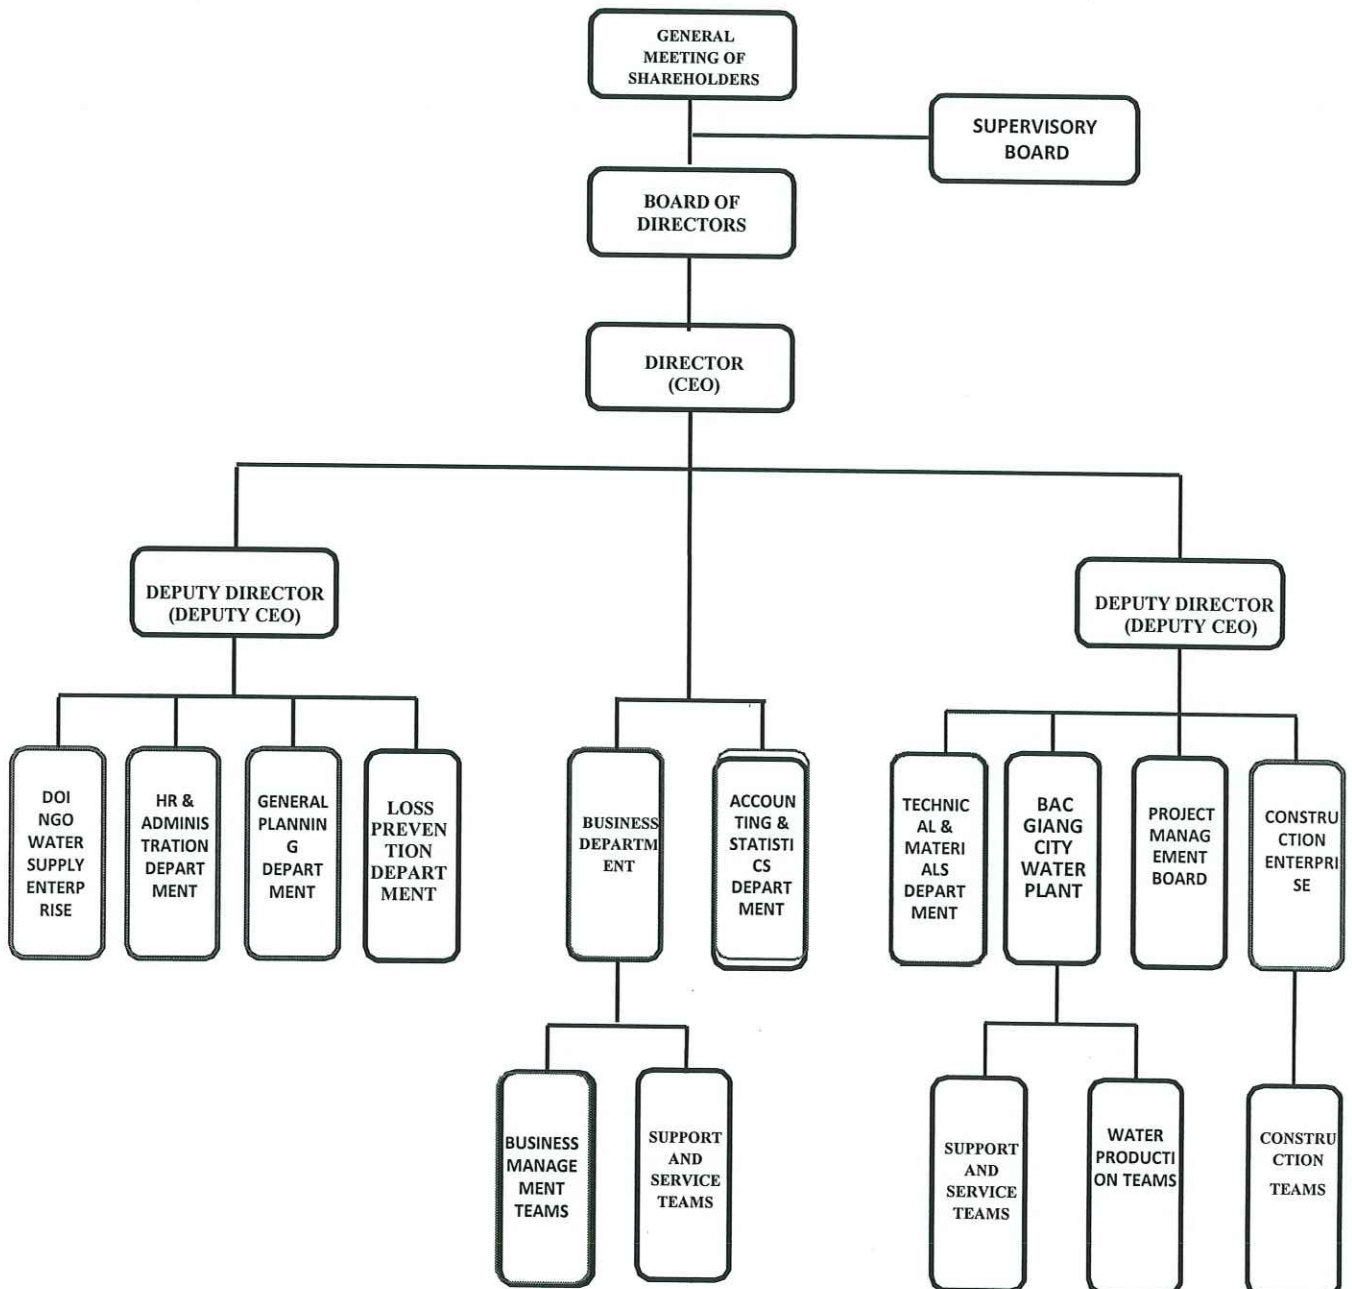 GENERAL
MEETING OF
SHAREHOLDERS
SUPERVISORY
BOARD
BOARD OF
DIRECTORS
DIRECTOR
(CEO)
DEPUTY DIRECTOR
(DEPUTY CEO)
DEPUTY DIRECTOR
(DEPUTY CEO)
DOI
NGO
WATER
SUPPLY
ENTERP
RISE
HR &
ADMINIS
TRATION
DEPART
MENT
GENERAL
PLANNIN
G
DEPART
MENT
LOSS
PREVEN
TION
DEPART
MENT
BUSINESS
DEPARTM
ENT
ACCOUN
TING &
STATISTI
CS
DEPART
MENT
TECHNIC
AL &
MATERI
ALS
DEPART
MENT
BAC
GIANG
CITY
WATER
PLANT
PROJECT
MANAG
EMENT
BOARD
CONSTRU
CTION
ENTERPRI
SE
BUSINESS
MANAGE
MENT
TEAMS
SUPPORT
AND
SERVICE
TEAMS
SUPPORT
AND
SERVICE
TEAMS
WATER
PRODUCTI
ON TEAMS
CONSTRU
CTION
TEAMS